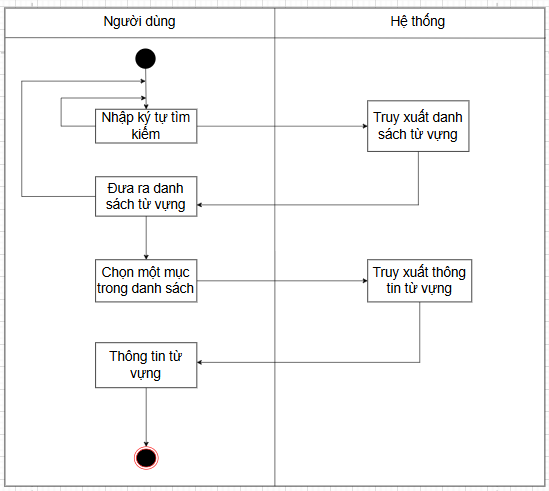 Người dùng
Hệ thống
Nhập ký tự tìm
kiếm
Truy xuất danh
sách từ vựng
Đưa ra danh
sách từ vựng
Chọn một mục
trong danh sách
Truy xuất thông
tin từ vựng
Thông tin từ
vựng